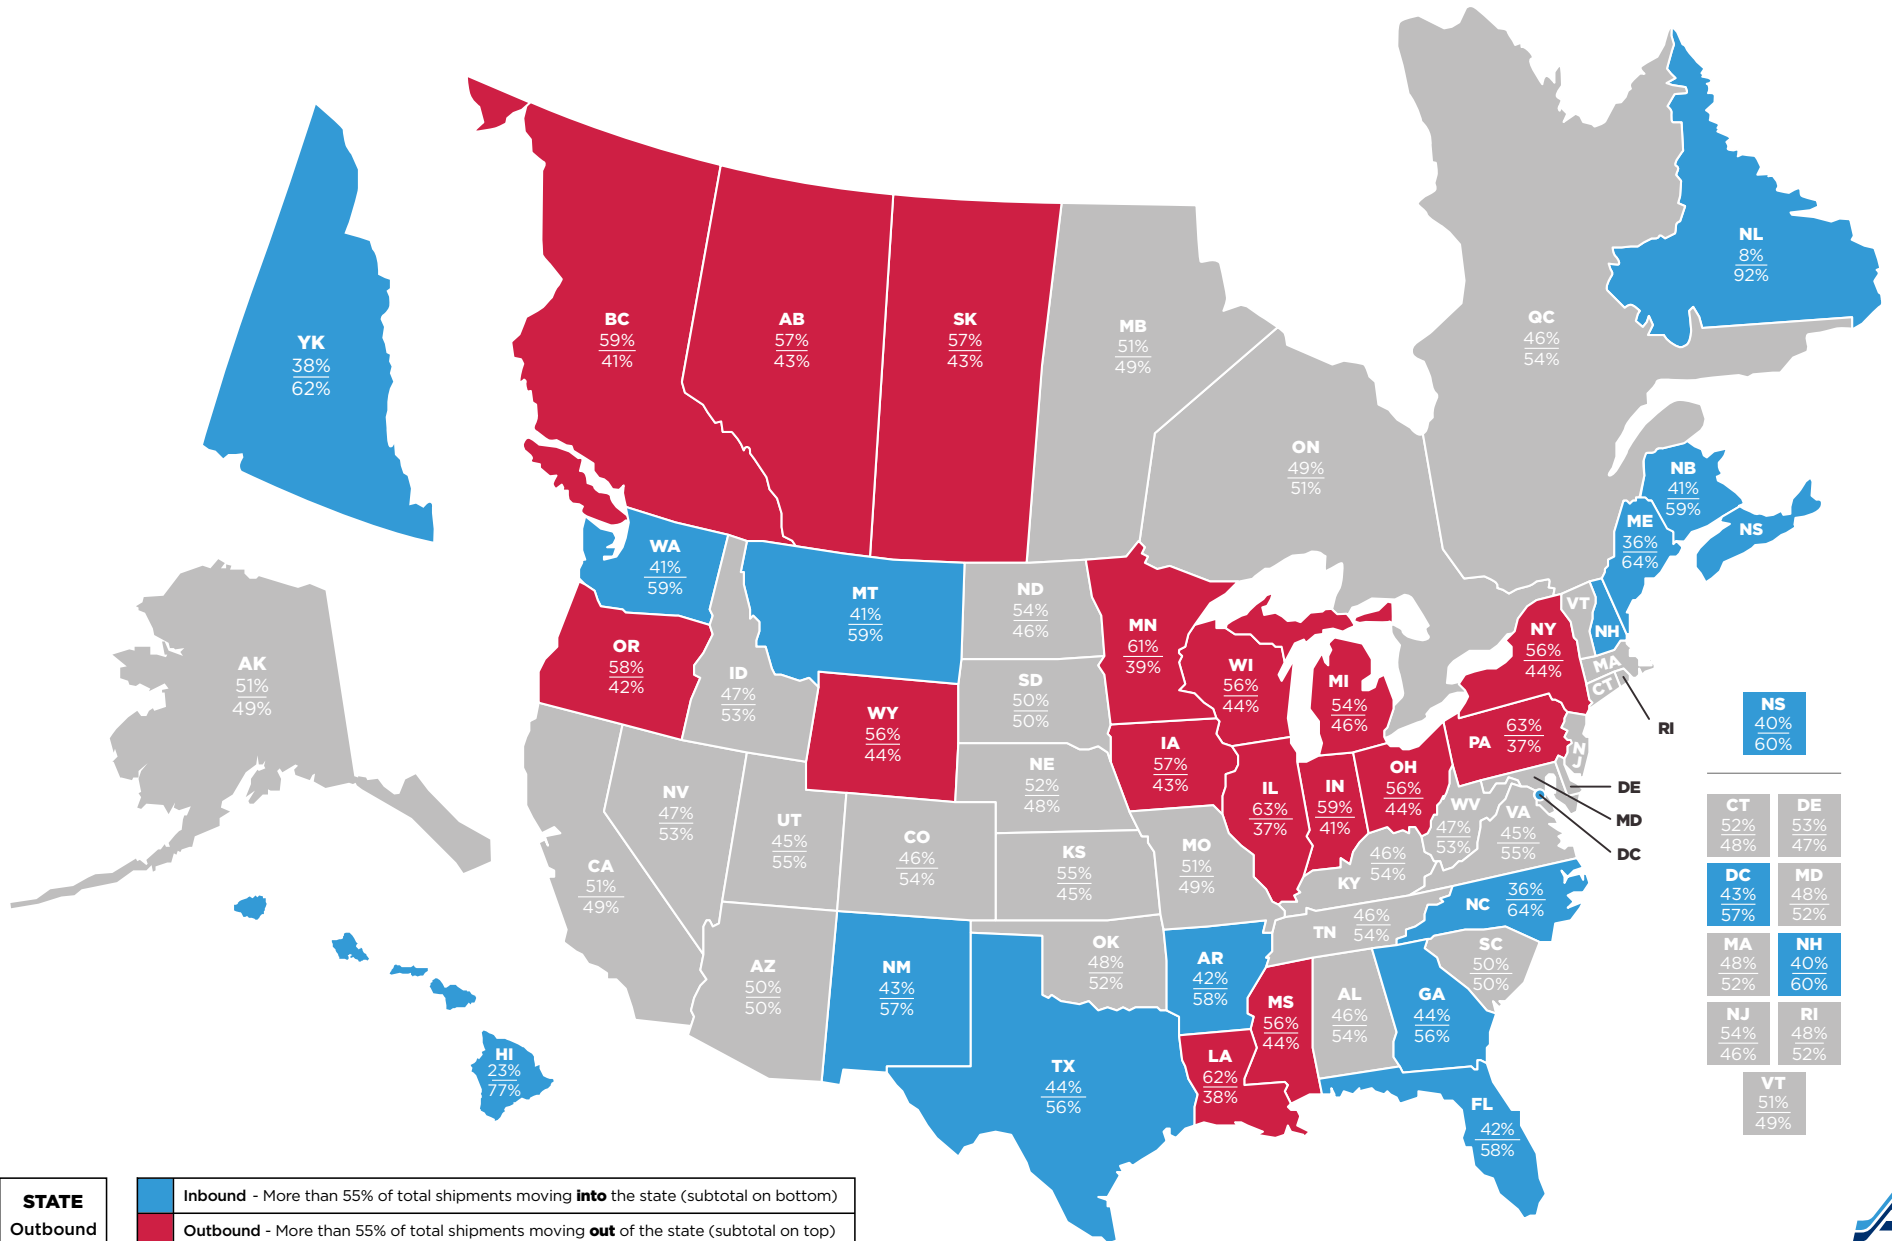 NL
8%
92%
BC
59%
41%
AB
57%
43%
SK
57%
43%
MB
51%
49%
QC
46%
54%
YK
38%
62%
ON
49%
51%
NB
41%
59%
ME
36%
64%
NS
WA
41%
59%
MT
41%
59%
ND
54%
46%
MN
61%
39%
VT
NH
NY
56%
44%
MA
CT
RI
OR
58%
42%
ID
47%
53%
AK
51%
49%
SD
50%
50%
WI
56%
44%
MI
54%
46%
WY
56%
44%
IA
57%
43%
PA
63%
37%
NJ
NS
40%
60%
NE
52%
48%
IL
63%
37%
IN
59%
41%
OH
56%
44%
DE
MD
DC
NV
47%
53%
UT
45%
55%
CO
46%
54%
KS
55%
45%
MO
51%
49%
WV
47%
53%
VA
45%
55%
KY
46%
54%
CA
51%
49%
CT
52%
48%
DE
53%
47%
DC
43%
57%
MD
48%
52%
MA
48%
52%
NH
40%
60%
NJ
54%
46%
RI
48%
52%
VT
51%
49%
NC
36%
64%
TN
46%
54%
AZ
50%
50%
NM
43%
57%
OK
48%
52%
AR
42%
58%
MS
56%
44%
AL
46%
54%
GA
44%
56%
SC
50%
50%
HI
23%
77%
TX
44%
56%
LA
62%
38%
FL
42%
58%
STATE
Outbound
Inbound - More than 55% of total shipments moving into the state (subtotal on bottom)
Outbound - More than 55% of total shipments moving out of the state (subtotal on top)